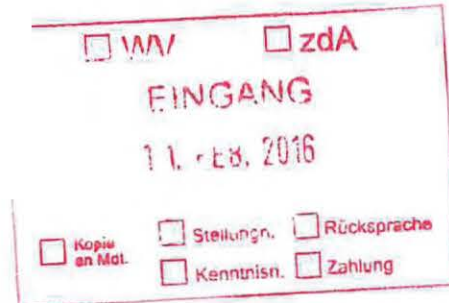 WV zdA
EINGANG
11. FEB. 2016
Kopie Stellungn. Rücksprache
an Mdt. Kenntnisn. Zahlung